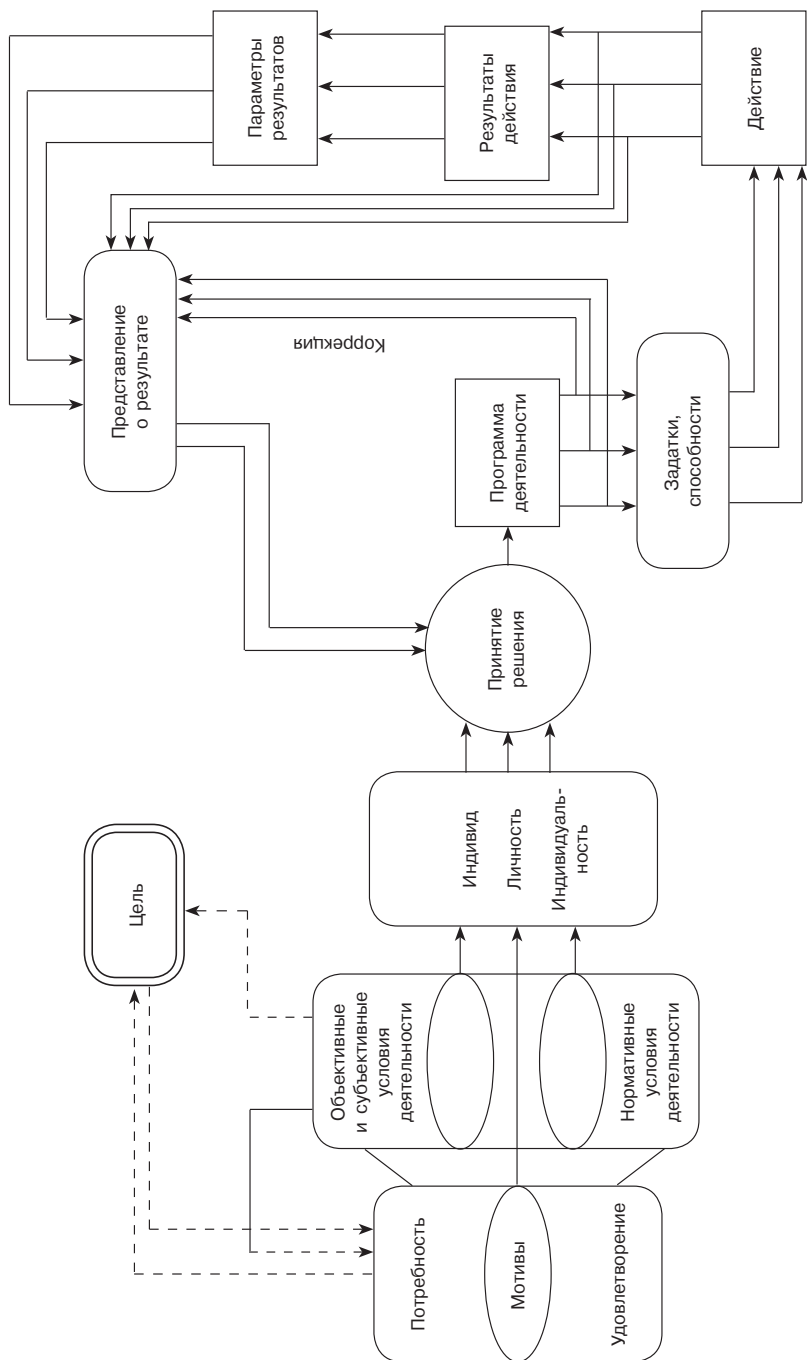 Потребность
Мотивы
Удовлетворение
Объективные
и субъективные
условия
деятельности
Нормативные
условия
деятельности
Цель
Индивид
Личность
Индивидуаль-
ность
Принятие
решения
Программа
деятельности
Коррекция
Представление
о результате
Задатки,
способности
Параметры
результатов
Результаты
действия
Действие